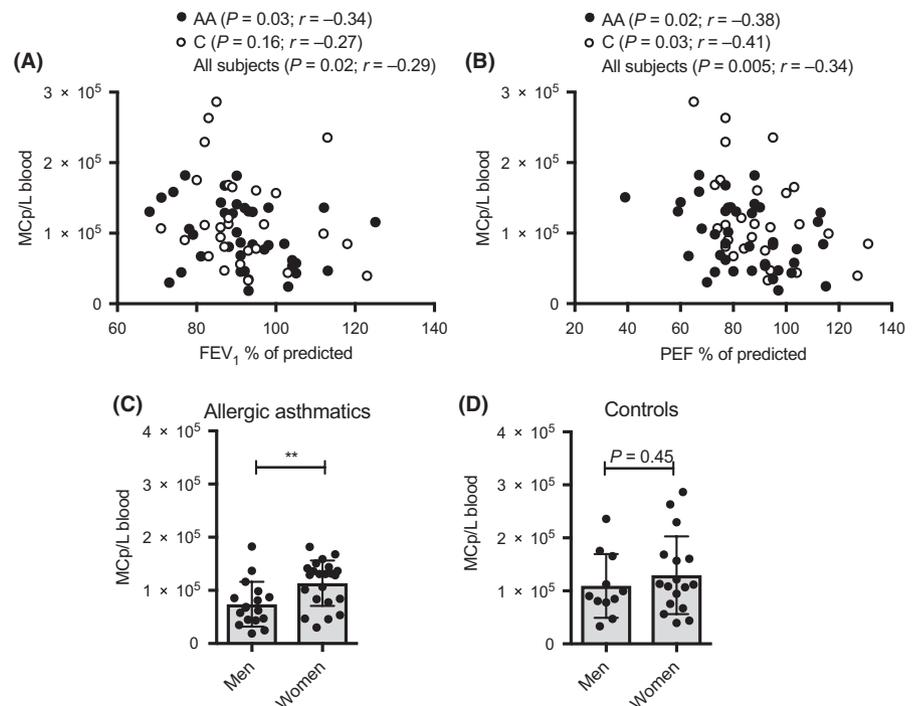 (A)
● AA (P = 0.03; r = –0.34)
○ C (P = 0.16; r = –0.27)
All subjects (P = 0.02; r = –0.29)
MCp/L blood
3 × 10⁵
2 × 10⁵
1 × 10⁵
0
60 80 100 120 140
FEV₁ % of predicted
(B)
● AA (P = 0.02; r = –0.38)
○ C (P = 0.03; r = –0.41)
All subjects (P = 0.005; r = –0.34)
MCp/L blood
3 × 10⁵
2 × 10⁵
1 × 10⁵
0
20 40 60 80 100 120 140
PEF % of predicted
(C)
Allergic asthmatics
MCp/L blood
4 × 10⁵
3 × 10⁵
2 × 10⁵
1 × 10⁵
0
**
Men Women
(D)
Controls
MCp/L blood
4 × 10⁵
3 × 10⁵
2 × 10⁵
1 × 10⁵
0
P = 0.45
Men Women